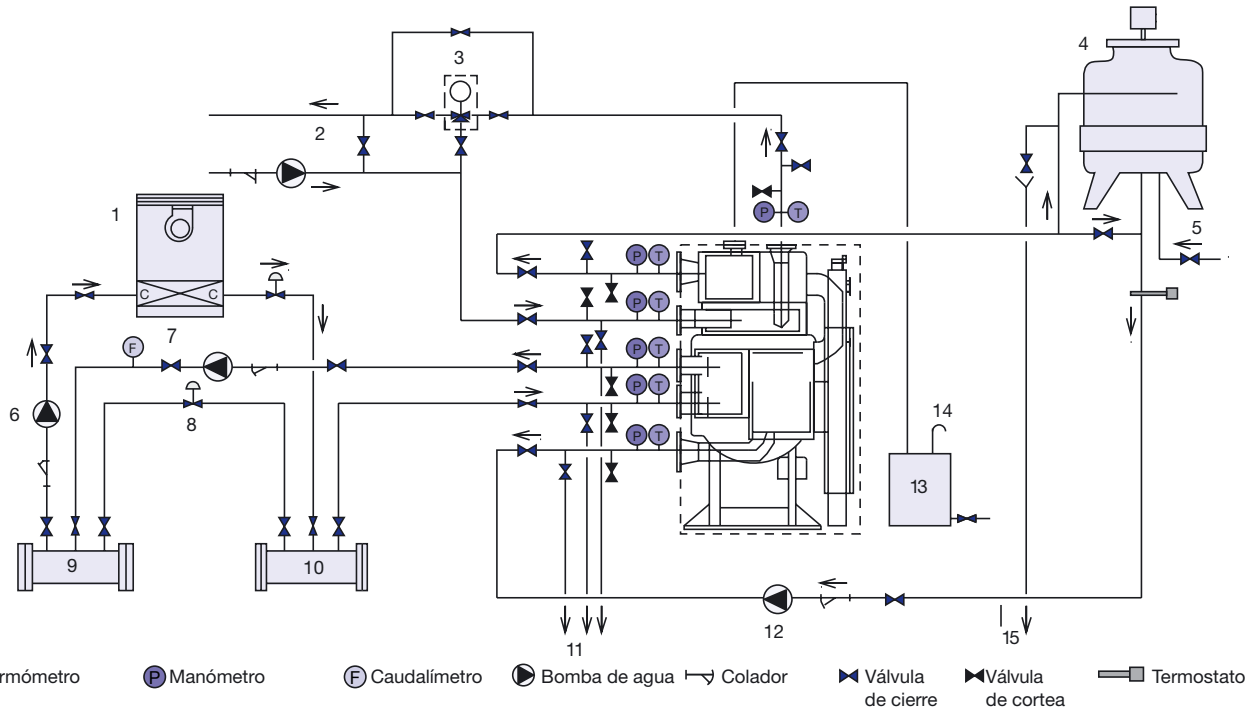 4
3
2
1
C C
7
F
6
8
9
10
P T
5
P T
P T
P T
P T
P T
14
13
12
11
15
rmómetro
P Manómetro
F Caudalímetro
Bomba de agua
Colador
Válvula
de cierre
Válvula
de cortea
Termostato